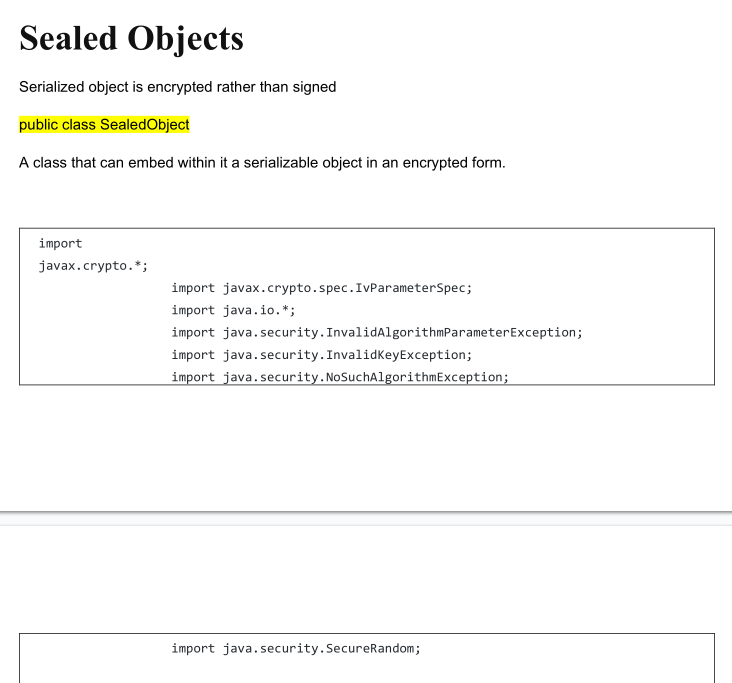 Sealed Objects
Serialized object is encrypted rather than signed
public class SealedObject
A class that can embed within it a serializable object in an encrypted form.
import
javax.crypto.*;
import javax.crypto.spec.IvParameterSpec;
import java.io.*;
import java.security.InvalidAlgorithmParameterException;
import java.security.InvalidKeyException;
import java.security.NoSuchAlgorithmException;
import java.security.SecureRandom;